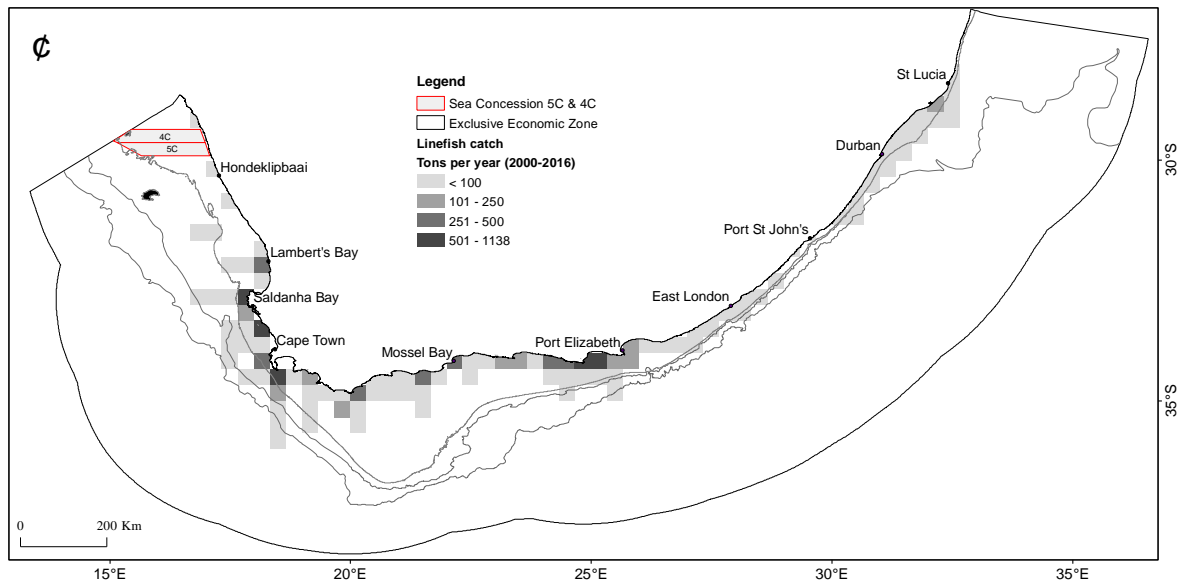 ₵
Legend
Sea Concession 5C & 4C
Exclusive Economic Zone
Linefish catch
Tons per year (2000-2016)
< 100
101 - 250
251 - 500
501 - 1138
4C
5C
Hondeklipbaai
Lambert's Bay
Saldanha Bay
Cape Town
Mossel Bay
Port Elizabeth
East London
Port St John's
Durban
St Lucia
30°S
35°S
0 200 Km
15°E 20°E 25°E 30°E 35°E